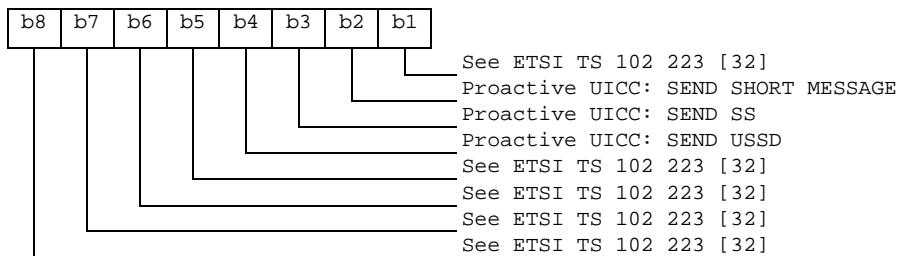 b8 b7 b6 b5 b4 b3 b2 b1
See ETSI TS 102 223 [32]
Proactive UICC: SEND SHORT MESSAGE
Proactive UICC: SEND SS
Proactive UICC: SEND USSD
See ETSI TS 102 223 [32]
See ETSI TS 102 223 [32]
See ETSI TS 102 223 [32]
See ETSI TS 102 223 [32]